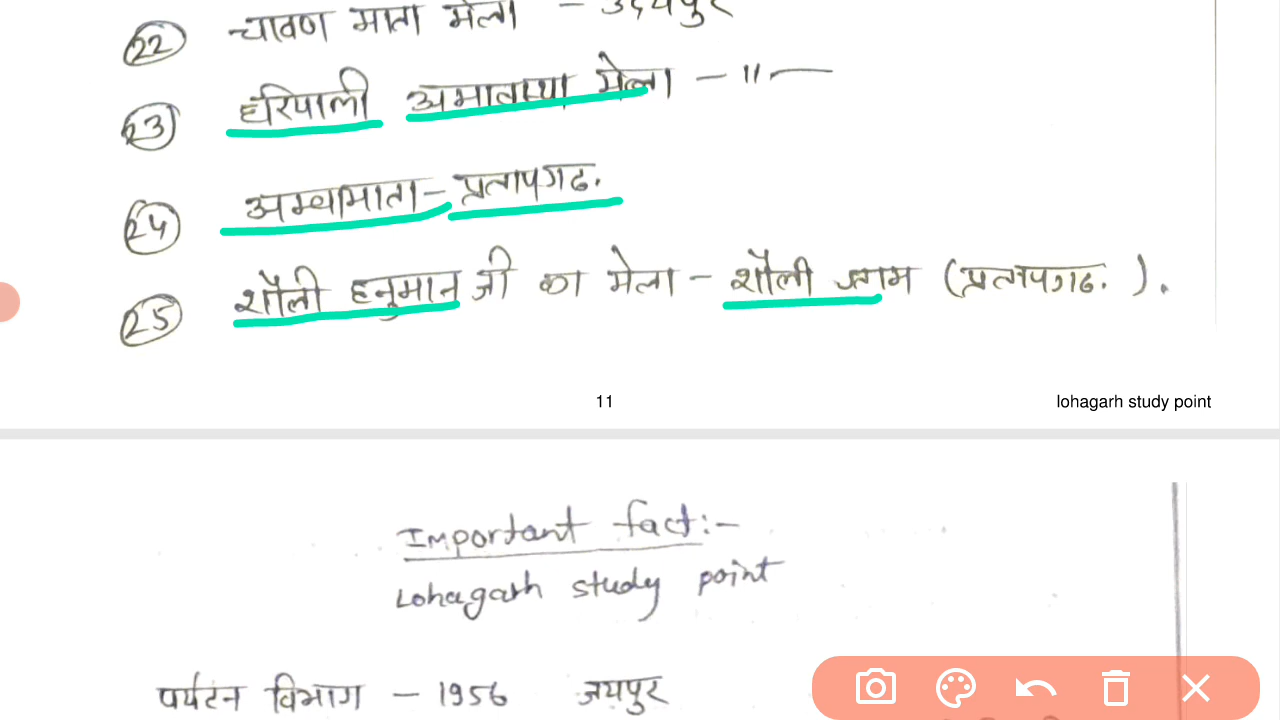 22 चावण माता मेला - उदयपुर
23 हरिपाली अमावस्या मेला - "-
24 अम्बामाता - प्रतापगढ.
25 शौली हनुमान जी का मेला - शौली ग्राम (प्रतापगढ.).
11 lohagarh study point
Important fact:-
Lohagarh study point
पर्यटन विभाग - 1956 जयपुर